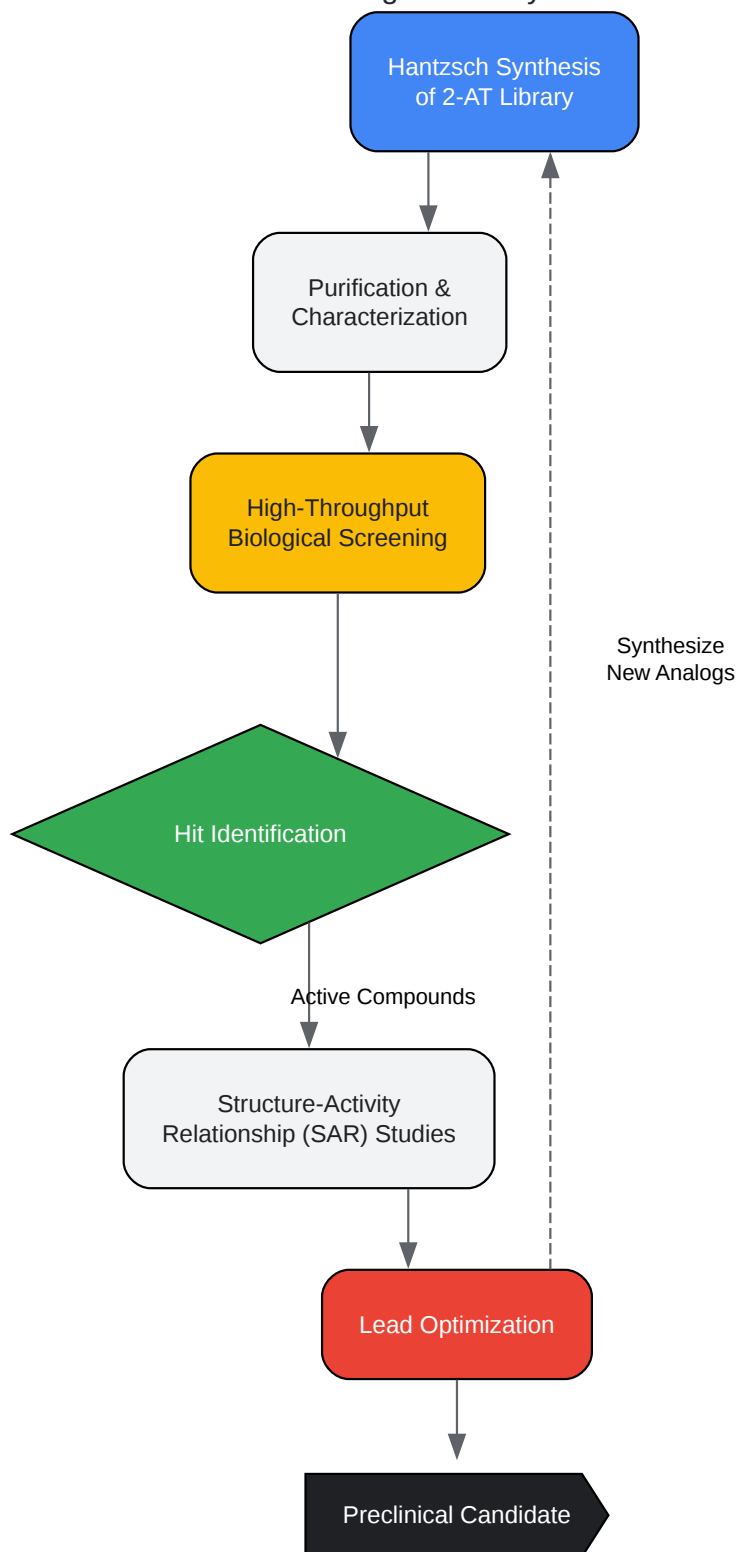 Hantzsch Synthesis
of 2-AT Library
Purification &
Characterization
High-Throughput
Biological Screening
Synthesize
New Analogs
Hit Identification
Active Compounds
Structure-Activity
Relationship (SAR) Studies
Lead Optimization
Preclinical Candidate